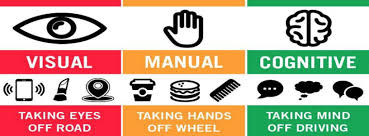 VISUAL
MANUAL
COGNITIVE
TAKING EYES
OFF ROAD
TAKING HANDS
OFF WHEEL
TAKING MIND
OFF DRIVING